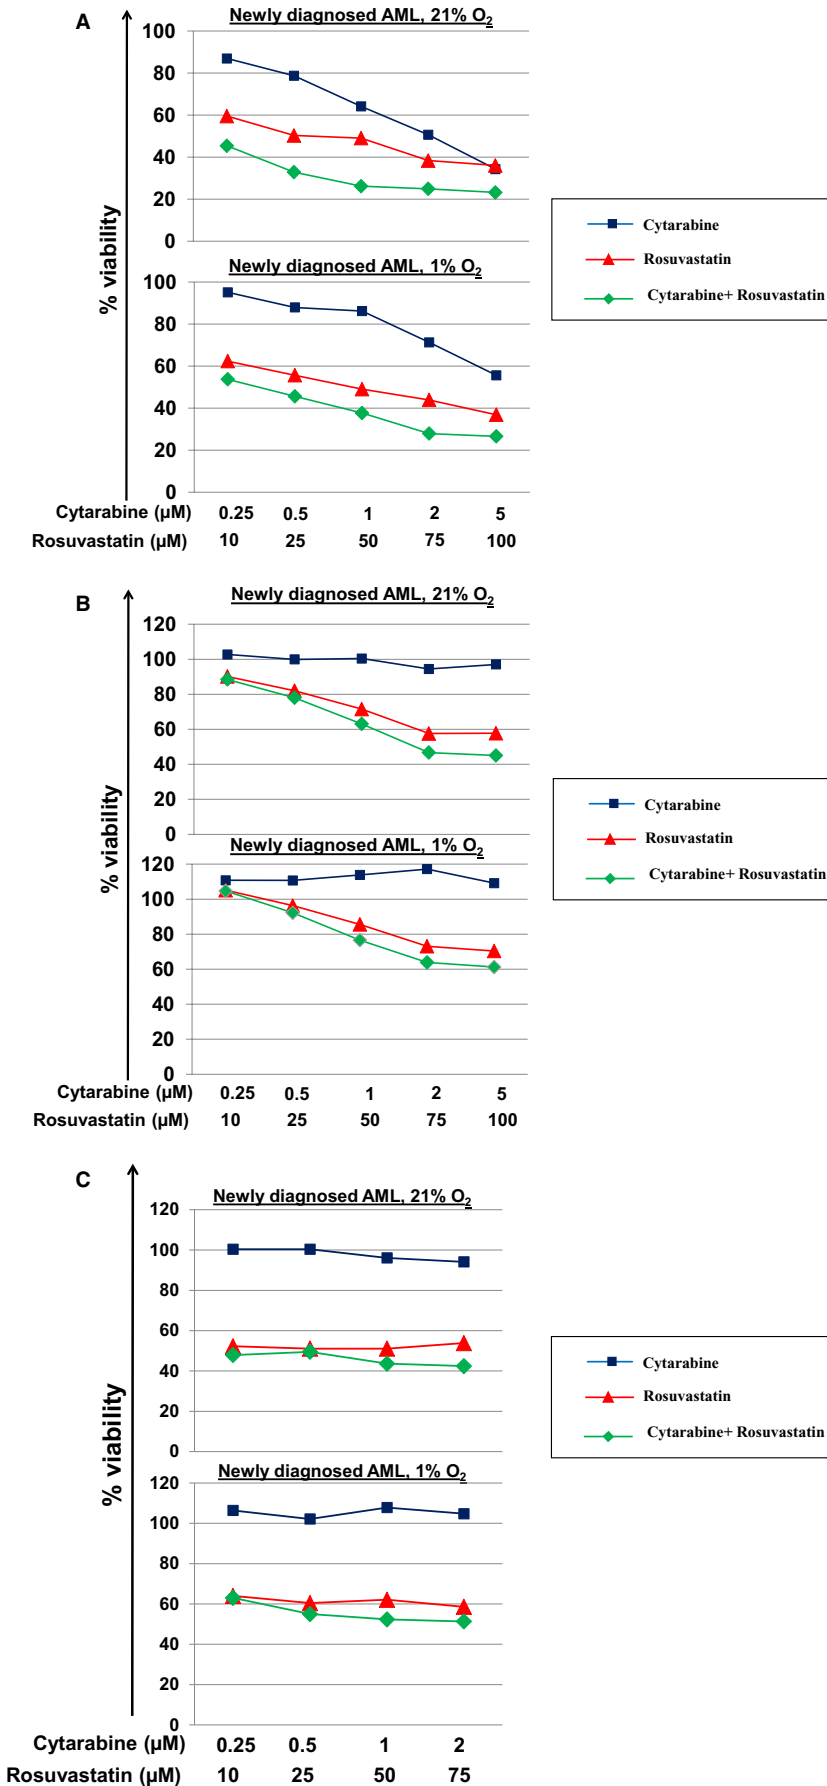 A
Newly diagnosed AML, 21% O2
100
80
60
40
20
0
Newly diagnosed AML, 1% O2
100
80
60
40
20
0
% viability
Cytarabine (µM) 0.25 0.5 1 2 5
Rosuvastatin (µM) 10 25 50 75 100
Cytarabine
Rosuvastatin
Cytarabine+ Rosuvastatin
B
Newly diagnosed AML, 21% O2
120
100
80
60
40
20
0
Newly diagnosed AML, 1% O2
120
100
80
60
40
20
0
% viability
Cytarabine (µM) 0.25 0.5 1 2 5
Rosuvastatin (µM) 10 25 50 75 100
Cytarabine
Rosuvastatin
Cytarabine+ Rosuvastatin
C
Newly diagnosed AML, 21% O2
120
100
80
60
40
20
0
Newly diagnosed AML, 1% O2
120
100
80
60
40
20
0
% viability
Cytarabine (µM) 0.25 0.5 1 2
Rosuvastatin (µM) 10 25 50 75
Cytarabine
Rosuvastatin
Cytarabine+ Rosuvastatin